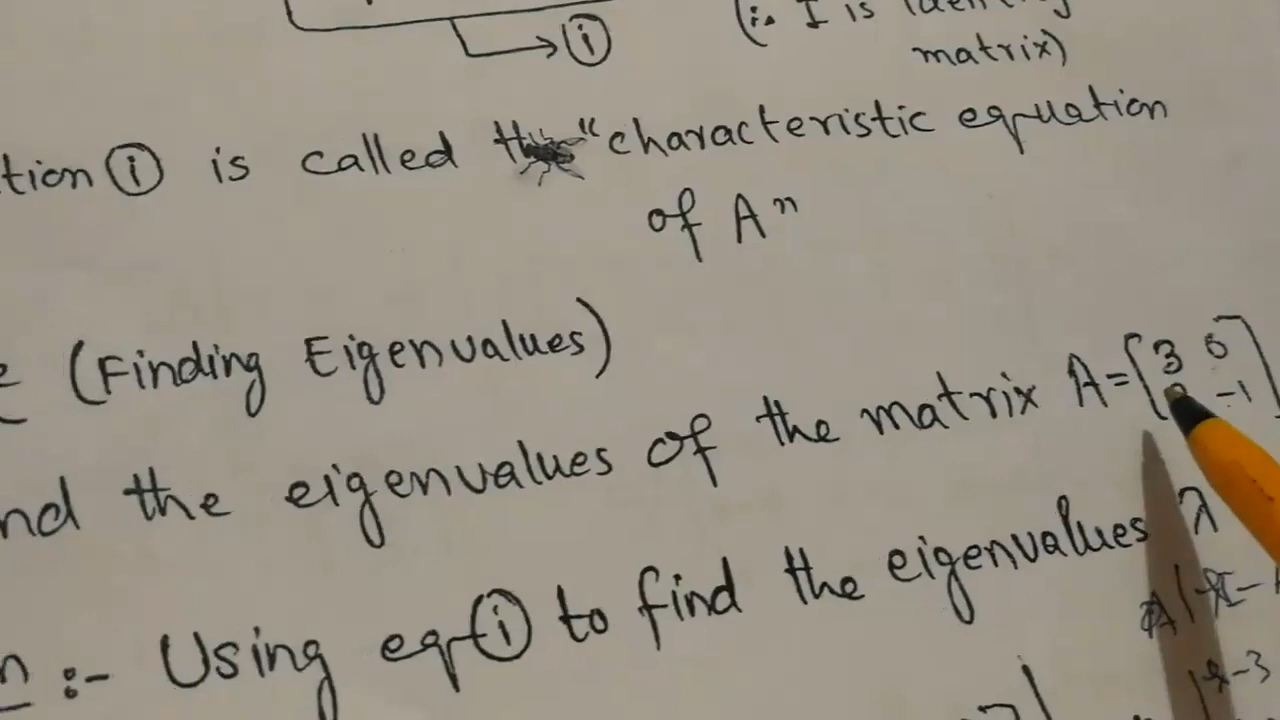 (∵ I is
matrix)
→ ⓘ
tion ⓘ is called the "characteristic equation
of A"
(Finding Eigenvalues)
nd the eigenvalues of the matrix A = [3 0
-1]
n :- Using eq ⓘ to find the eigenvalues λ